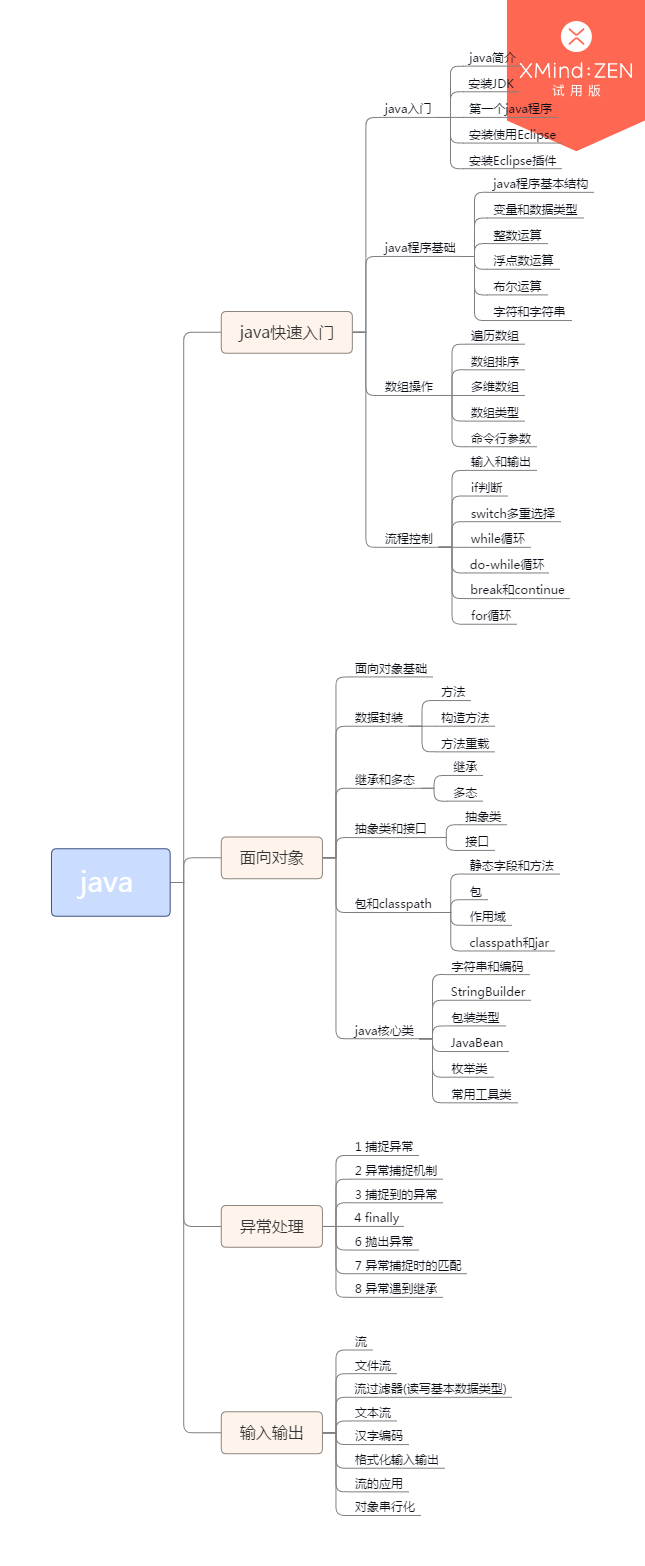 XMind:ZEN
试用版
java
java快速入门
java入门
java简介
安装JDK
第一个java程序
安装使用Eclipse
安装Eclipse插件
java程序基础
java程序基本结构
变量和数据类型
整数运算
浮点数运算
布尔运算
字符和字符串
数组操作
遍历数组
数组排序
多维数组
数组类型
命令行参数
流程控制
输入和输出
if判断
switch多重选择
while循环
do-while循环
break和continue
for循环
面向对象
面向对象基础
数据封装
方法
构造方法
方法重载
继承和多态
继承
多态
抽象类和接口
抽象类
接口
包和classpath
静态字段和方法
包
作用域
classpath和jar
java核心类
字符串和编码
StringBuilder
包装类型
JavaBean
枚举类
常用工具类
异常处理
1 捕捉异常
2 异常捕捉机制
3 捕捉到的异常
4 finally
6 抛出异常
7 异常捕捉时的匹配
8 异常遇到继承
输入输出
流
文件流
流过滤器(读写基本数据类型)
文本流
汉字编码
格式化输入输出
流的应用
对象串行化